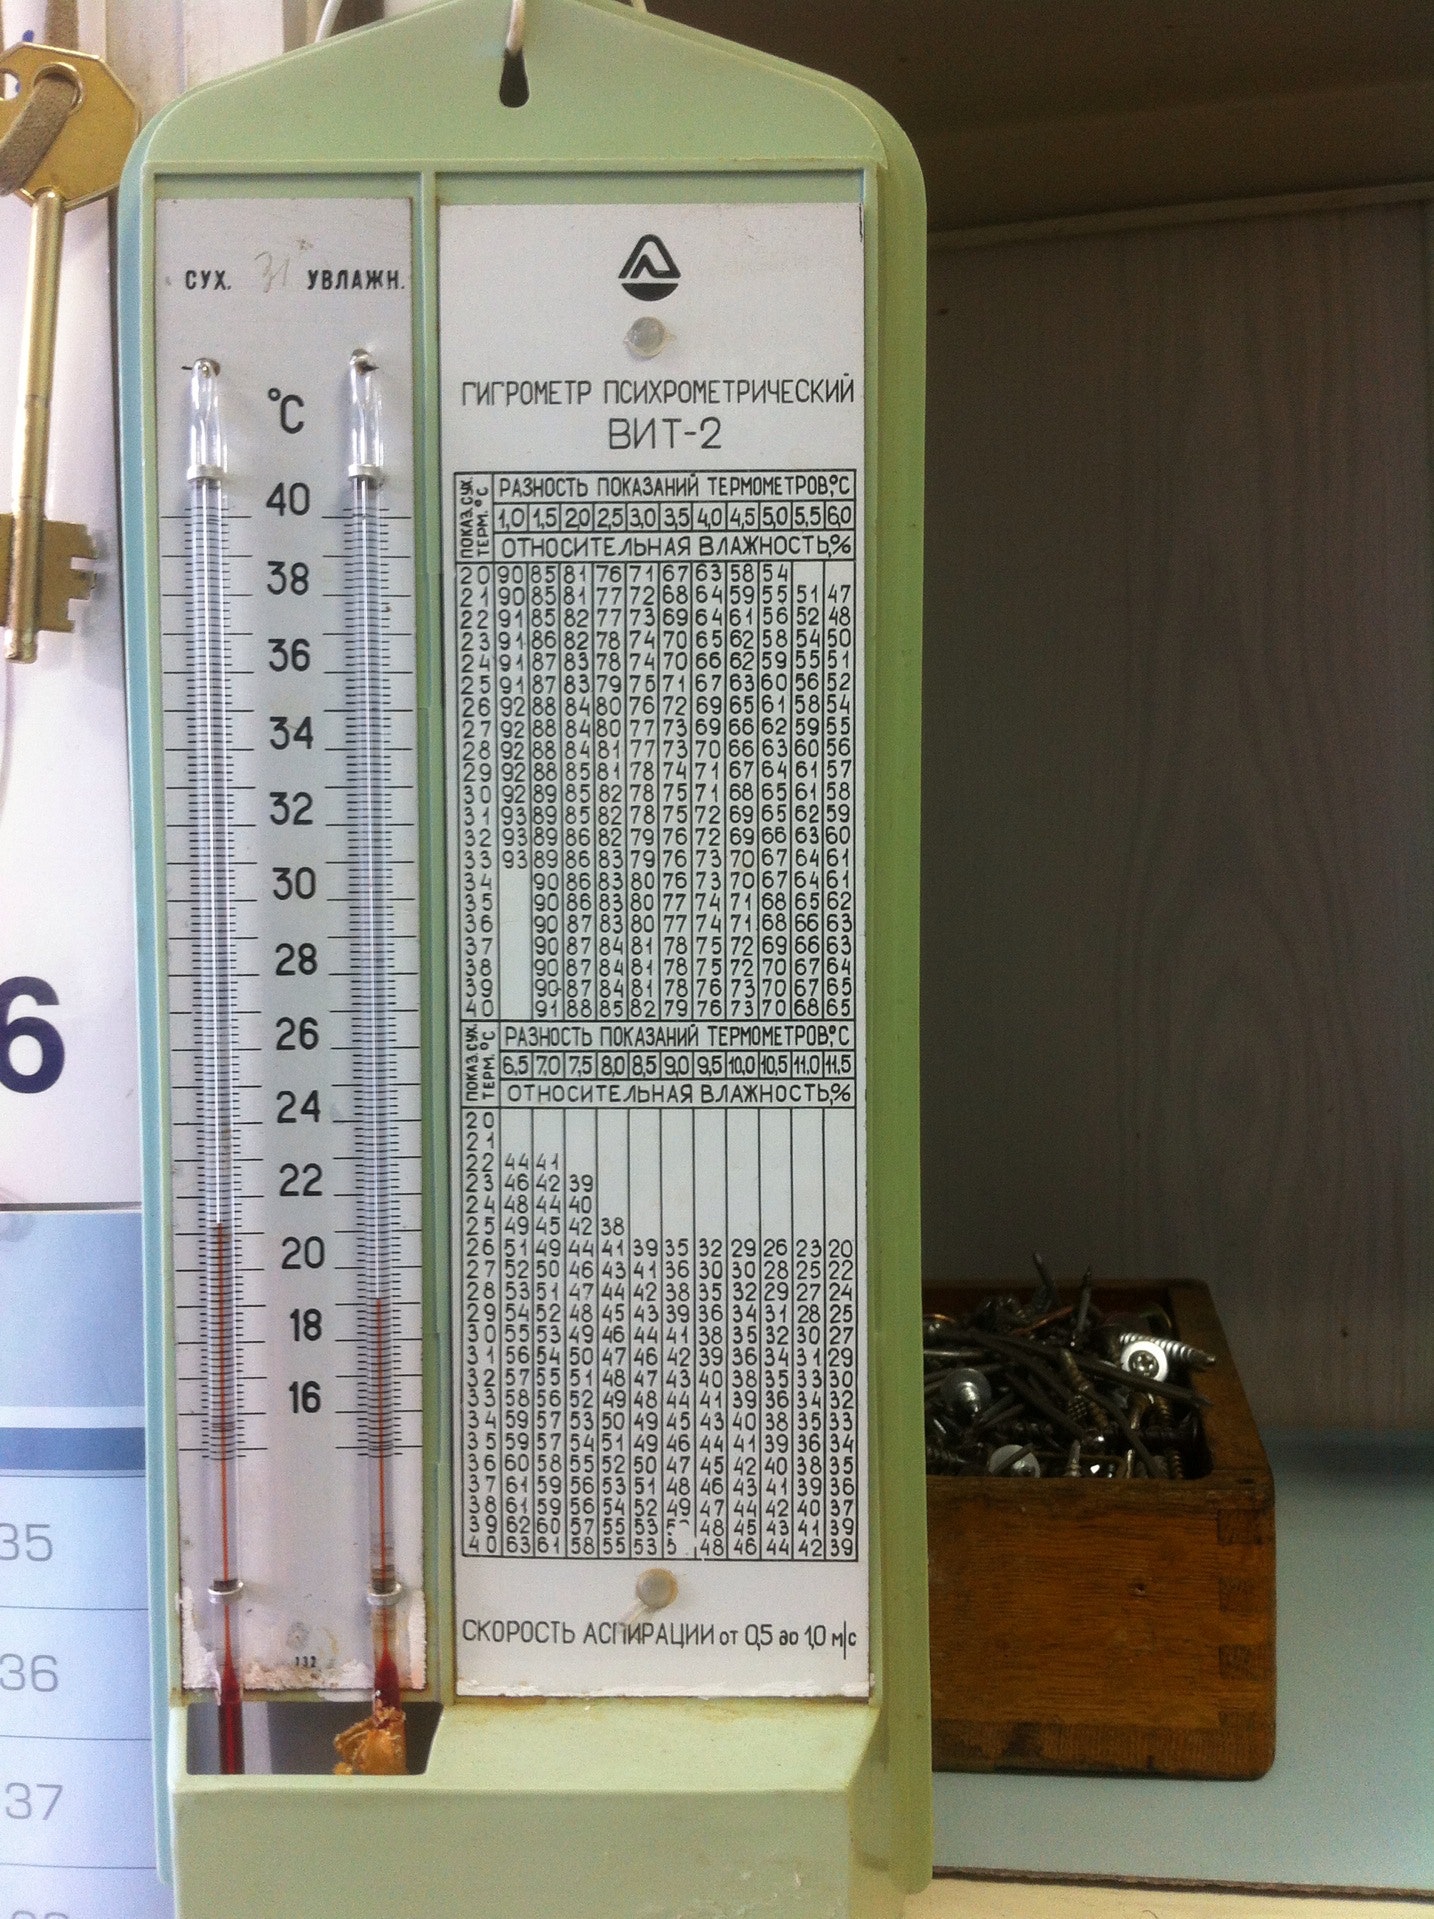 СУХ. 31 УВЛАЖН.
°C
40
38
36
34
32
30
28
26
24
22
20
18
16
132
ГИГРОМЕТР ПСИХРОМЕТРИЧЕСКИЙ
ВИТ-2
ПОКАЗ. СУХ. ТЕРМ. °C
РАЗНОСТЬ ПОКАЗАНИЙ ТЕРМОМЕТРОВ,°C
1,0 1,5 2,0 2,5 3,0 3,5 4,0 4,5 5,0 5,5 6,0
ОТНОСИТЕЛЬНАЯ ВЛАЖНОСТЬ,%
20 90 85 81 76 71 67 63 58 54
21 90 85 81 77 72 68 64 59 55 51 47
22 91 85 82 77 73 69 64 61 56 52 48
23 91 86 82 78 74 70 65 62 58 54 50
24 91 87 83 78 74 70 66 62 59 55 51
25 91 87 83 79 75 71 67 63 60 56 52
26 92 88 84 80 76 72 69 65 61 58 54
27 92 88 84 80 77 73 69 66 62 59 55
28 92 88 84 81 77 73 70 66 63 60 56
29 92 88 85 81 78 74 71 67 64 61 57
30 92 89 85 82 78 75 71 68 65 61 58
31 93 89 85 82 78 75 72 69 65 62 59
32 93 89 86 82 79 76 72 69 66 63 60
33 93 89 86 83 79 76 73 70 67 64 61
34 90 86 83 80 76 73 70 67 64 61
35 90 86 83 80 77 74 71 68 65 62
36 90 87 83 80 77 74 71 68 66 63
37 90 87 84 81 78 75 72 69 66 63
38 90 87 84 81 78 75 72 70 67 64
39 90 87 84 81 78 76 73 70 67 65
40 91 88 85 82 79 76 73 70 68 65
ПОКАЗ. СУХ. ТЕРМ. °C
РАЗНОСТЬ ПОКАЗАНИЙ ТЕРМОМЕТРОВ,°C
6,5 7,0 7,5 8,0 8,5 9,0 9,5 10,0 10,5 11,0 11,5
ОТНОСИТЕЛЬНАЯ ВЛАЖНОСТЬ,%
20
21
22 44 41
23 46 42 39
24 48 44 40
25 49 45 42 38
26 51 49 44 41 39 35 32 29 26 23 20
27 52 50 46 43 41 36 30 30 28 25 22
28 53 51 47 44 42 38 35 32 29 27 24
29 54 52 48 45 43 39 36 34 31 28 25
30 55 53 49 46 44 41 38 35 32 30 27
31 56 54 50 47 46 42 39 36 34 31 29
32 57 55 51 48 47 43 40 38 35 33 30
33 58 56 52 49 48 44 41 39 36 34 32
34 59 57 53 50 49 45 43 40 38 35 33
35 59 57 54 51 49 46 44 41 39 36 34
36 60 58 55 52 50 47 45 42 40 38 35
37 61 59 56 53 51 48 46 43 41 39 36
38 61 59 56 54 52 49 47 44 42 40 37
39 62 60 57 55 53 48 45 43 41 39
40 63 61 58 55 53 48 46 44 42 39
СКОРОСТЬ АСПИРАЦИИ от 0,5 до 1,0 м/с
6
35
36
37